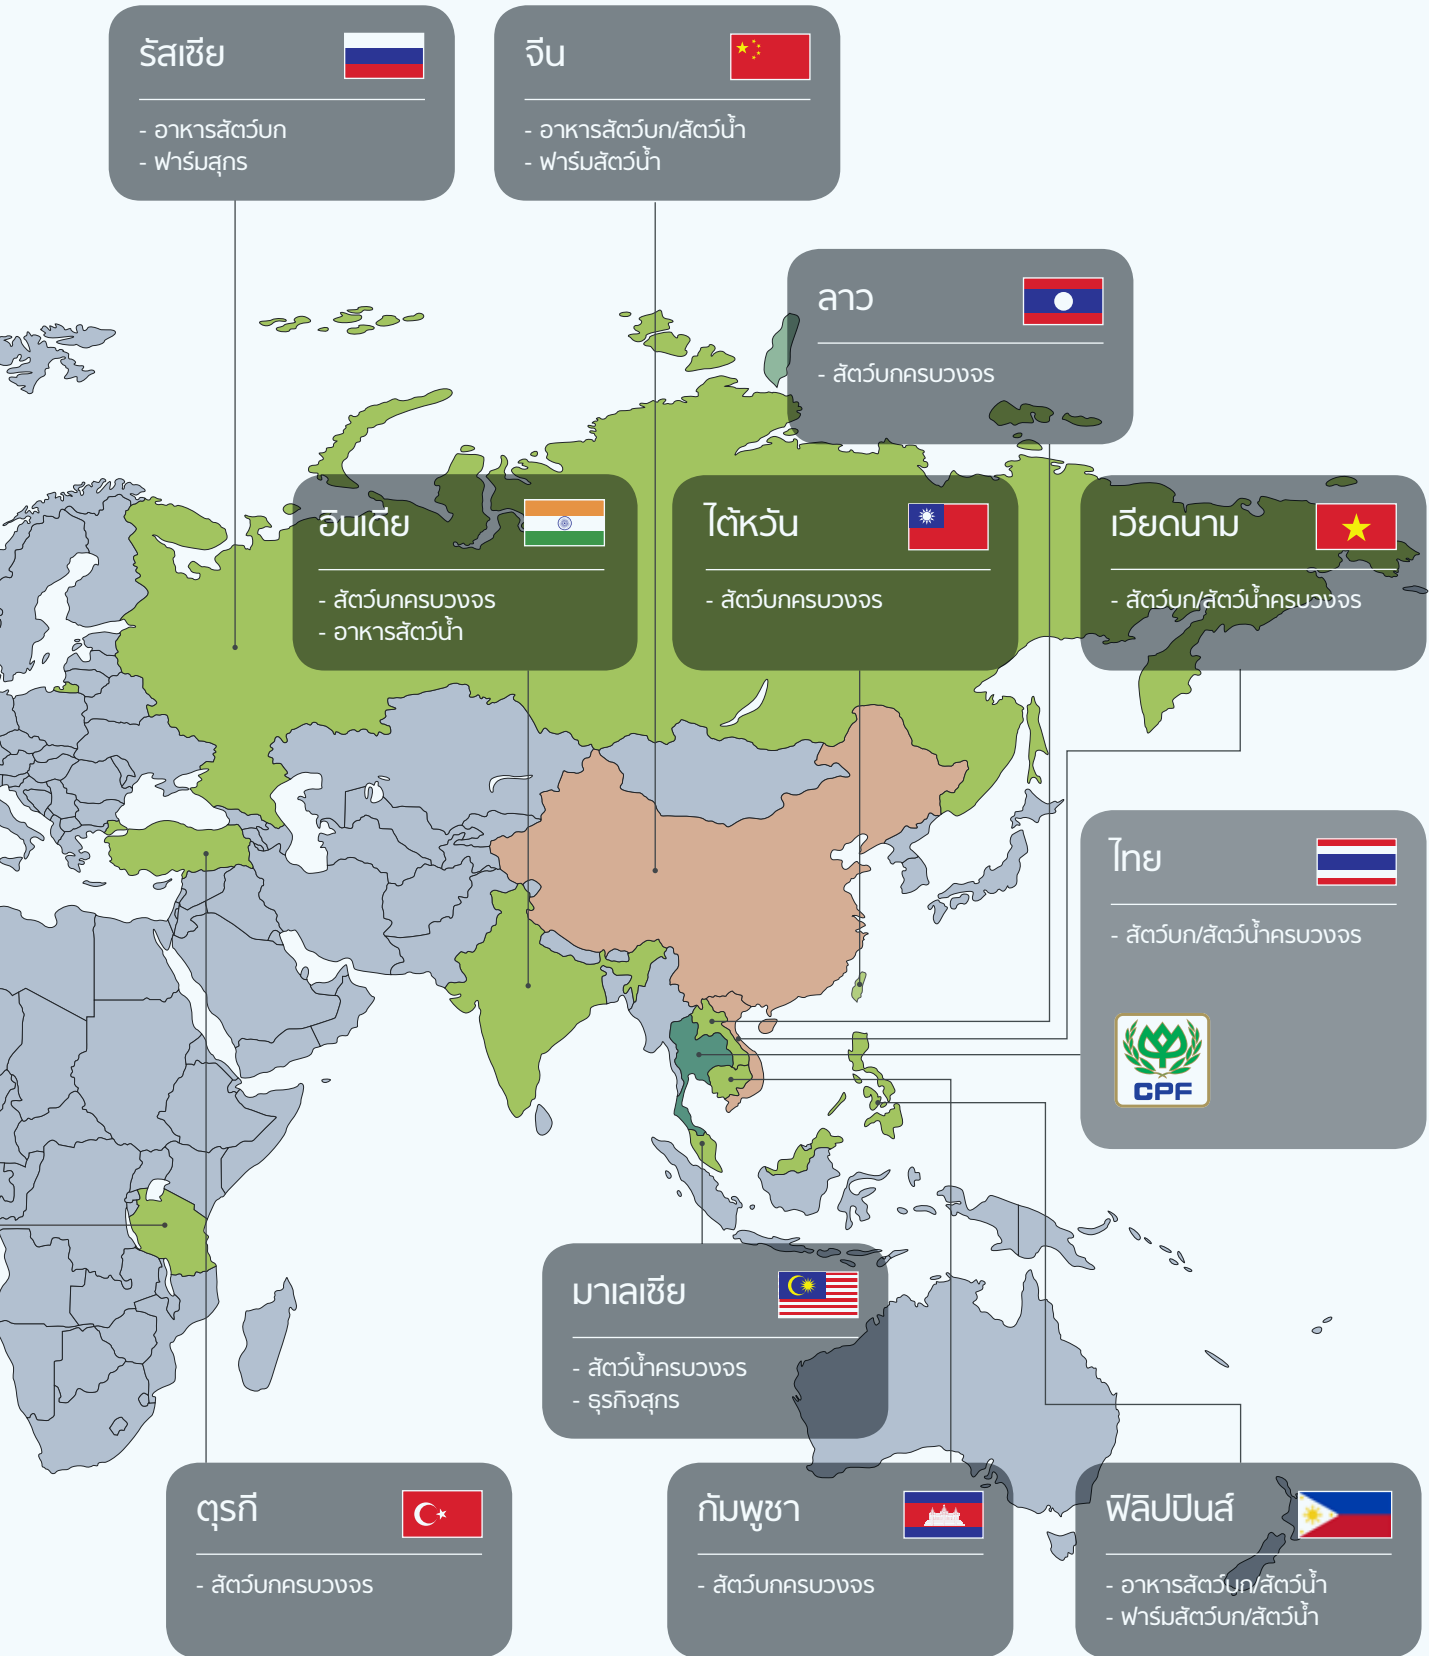 รัสเซีย
- อาหารสัตว์บก
- ฟาร์มสุกร
จีน
- อาหารสัตว์บก/สัตว์น้ำ
- ฟาร์มสัตว์น้ำ
ลาว
- สัตว์บกครบวงจร
อินเดีย
- สัตว์บกครบวงจร
- อาหารสัตว์น้ำ
ไต้หวัน
- สัตว์บกครบวงจร
เวียดนาม
- สัตว์บก/สัตว์น้ำครบวงจร
ไทย
- สัตว์บก/สัตว์น้ำครบวงจร
CPF
มาเลเซีย
- สัตว์น้ำครบวงจร
- ธุรกิจสุกร
ตุรกี
- สัตว์บกครบวงจร
กัมพูชา
- สัตว์บกครบวงจร
ฟิลิปปินส์
- อาหารสัตว์บก/สัตว์น้ำ
- ฟาร์มสัตว์บก/สัตว์น้ำ